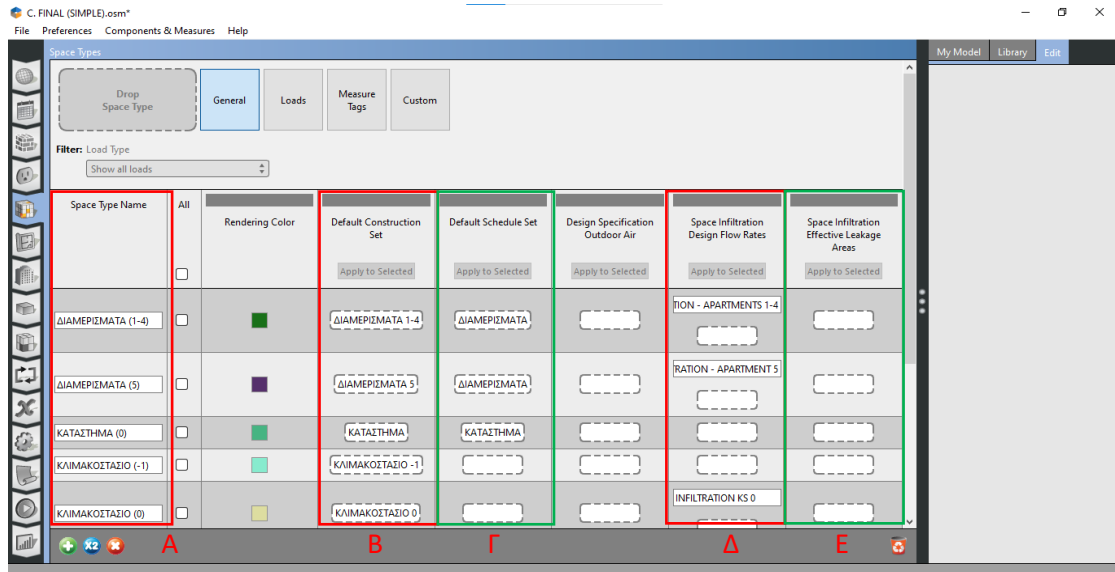 C. FINAL (SIMPLE).osm*
File Preferences Components & Measures Help
Space Types
My Model Library Edit
Drop
Space Type
General
Loads
Measure
Tags
Custom
Filter: Load Type
Show all loads
Space Type Name
All
Rendering Color
Default Construction
Set
Default Schedule Set
Design Specification
Outdoor Air
Space Infiltration
Design Flow Rates
Space Infiltration
Effective Leakage
Areas
Apply to Selected Apply to Selected Apply to Selected Apply to Selected Apply to Selected
TION - APARTMENTS 1-4
ΔΙΑΜΕΡΙΣΜΑΤΑ (1-4) ΔΙΑΜΕΡΙΣΜΑΤΑ 1-4 ΔΙΑΜΕΡΙΣΜΑΤΑ
RATION - APARTMENT 5
ΔΙΑΜΕΡΙΣΜΑΤΑ (5) ΔΙΑΜΕΡΙΣΜΑΤΑ 5 ΔΙΑΜΕΡΙΣΜΑΤΑ
ΚΑΤΑΣΤΗΜΑ (0) ΚΑΤΑΣΤΗΜΑ ΚΑΤΑΣΤΗΜΑ
ΚΛΙΜΑΚΟΣΤΑΣΙΟ (-1) ΚΛΙΜΑΚΟΣΤΑΣΙΟ -1
INFILTRATION KS 0
ΚΛΙΜΑΚΟΣΤΑΣΙΟ (0) ΚΛΙΜΑΚΟΣΤΑΣΙΟ 0
X2 Α Β Γ Δ Ε